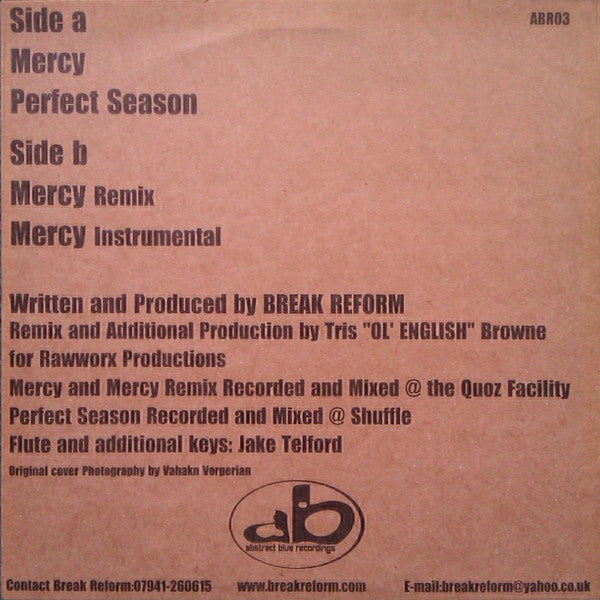 Side a
ABR03
Mercy
Perfect Season
Side b
Mercy Remix
Mercy Instrumental
Written and Produced by BREAK REFORM
Remix and Additional Production by Tris "OL' ENGLISH" Browne
for Rawworx Productions
Mercy and Mercy Remix Recorded and Mixed @ the Quoz Facility
Perfect Season Recorded and Mixed @ Shuffle
Flute and additional keys: Jake Telford
Original cover Photography by Vahakn Vorperian
ab
abstract blue recordings
Contact Break Reform:07941-260615 www.breakreform.com E-mail:breakreform@yahoo.co.uk